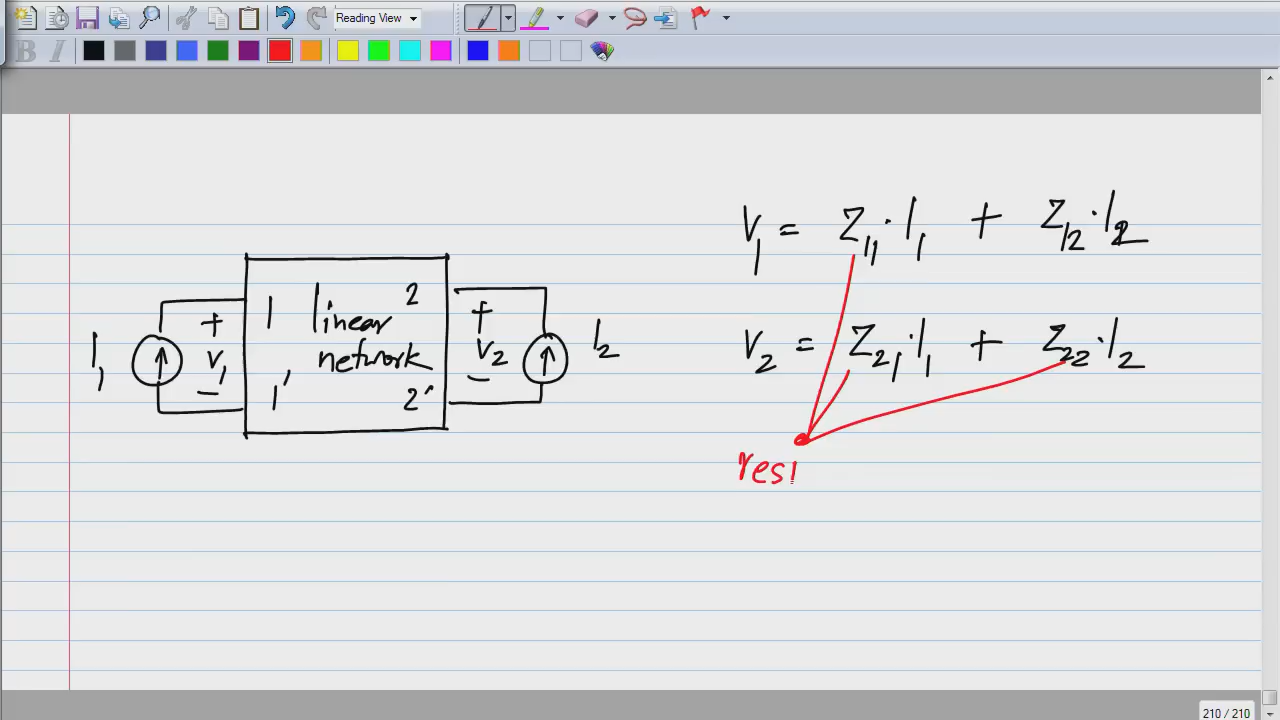 Reading View
B I
V1 = Z11·I1 + Z12·I2
V2 = Z21·I1 + Z22·I2
I1 + V1 −
1 linear 2
network
1' 2'
+ V2 − I2
resi
210 / 210